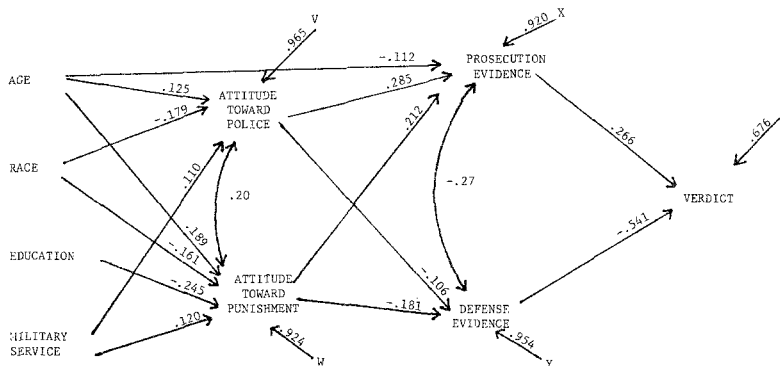 V
X
.965
.920
-.112
PROSECUTION
EVIDENCE
AGE
.125
ATTITUDE
TOWARD
POLICE
.285
-.179
.212
.266
.676
RACE
.110
.20
-.27
VERDICT
.189
-.161
-.541
EDUCATION
-.245
ATTITUDE
TOWARD
PUNISHMENT
-.106
-.181
DEFENSE
EVIDENCE
.120
MILITARY
SERVICE
.924
.954
W
Y